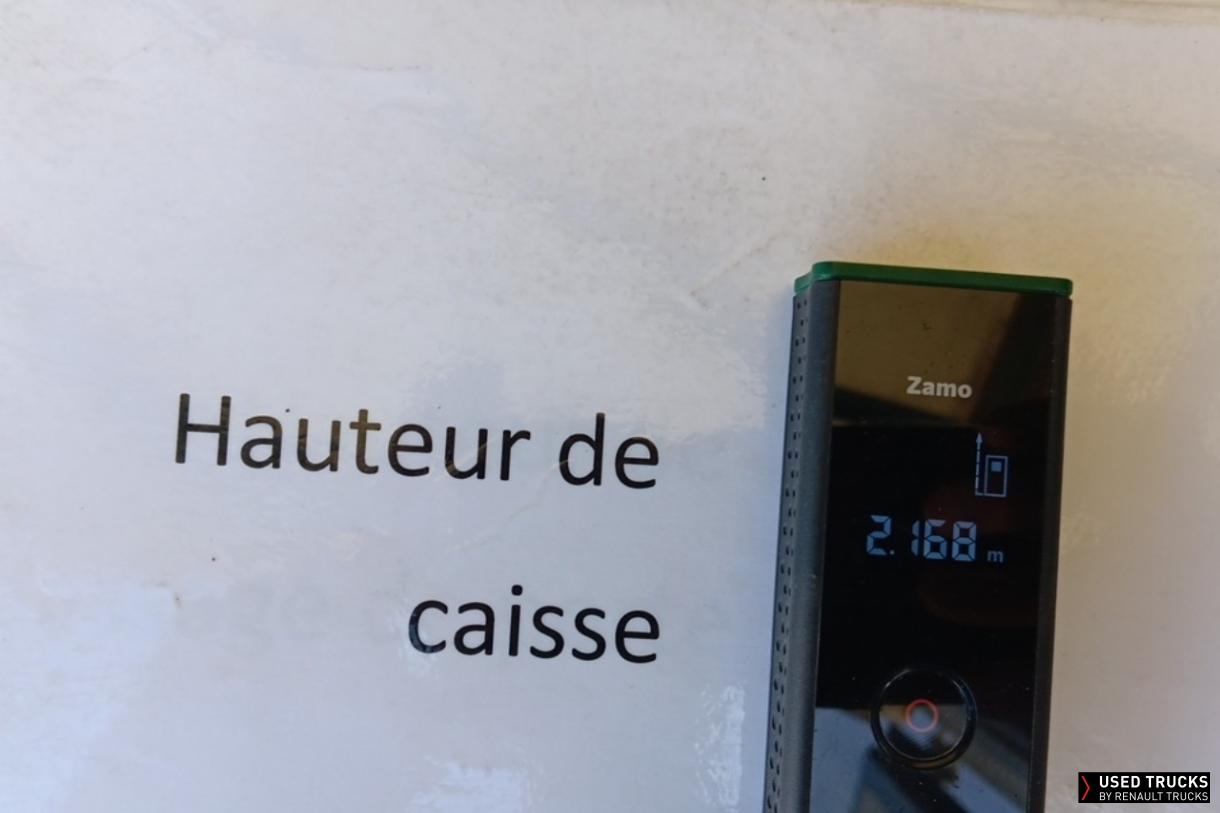 Hauteur de
caisse
Zamo
2.168 m
USED TRUCKS
BY RENAULT TRUCKS